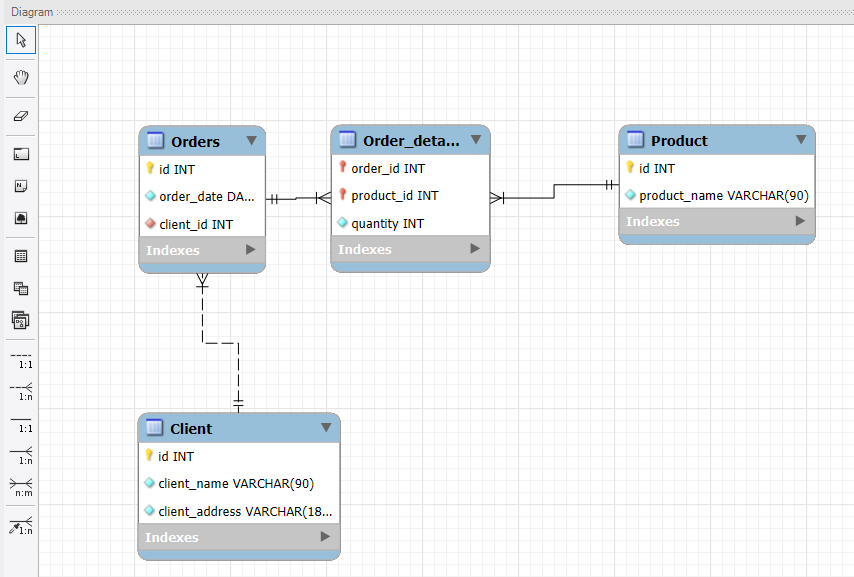 Diagram
Orders
id INT
order_date DA...
client_id INT
Indexes
Order_deta...
order_id INT
product_id INT
quantity INT
Indexes
Product
id INT
product_name VARCHAR(90)
Indexes
Client
id INT
client_name VARCHAR(90)
client_address VARCHAR(18...
Indexes
1:1
1:n
1:1
1:n
n:m
1:n